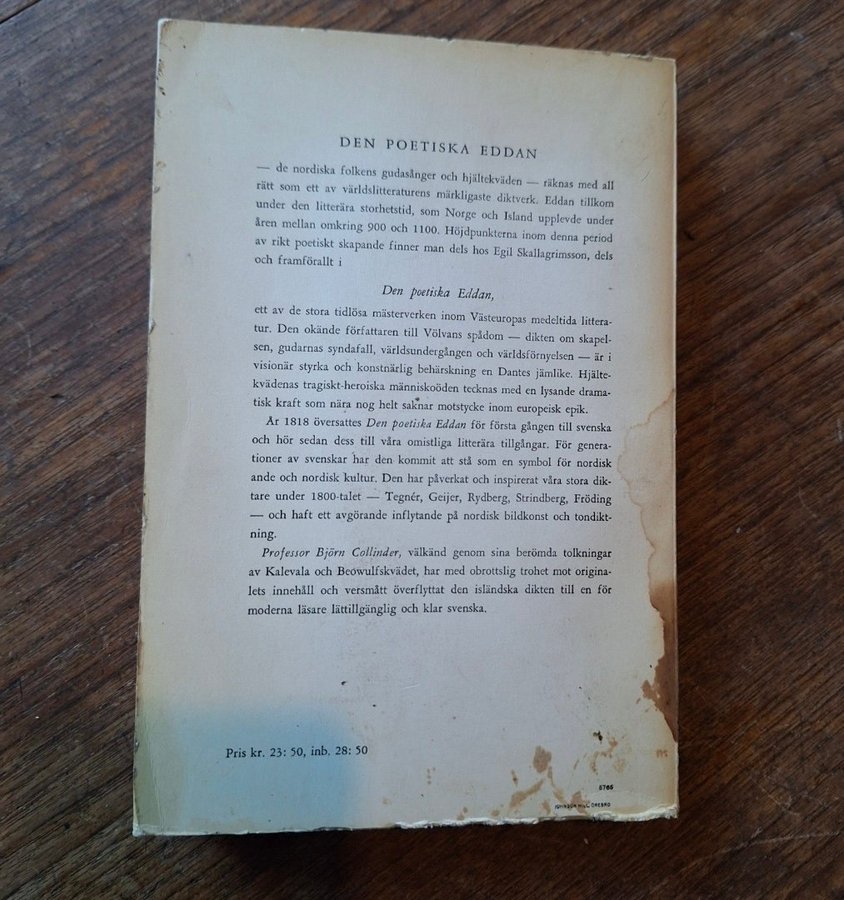 DEN POETISKA EDDAN
— de nordiska folkens gudasånger och hjältekväden — räknas med all
rätt som ett av världslitteraturens märkligaste diktverk. Eddan tillkom
under den litterära storhetstid, som Norge och Island upplevde under
åren mellan omkring 900 och 1100. Höjdpunkterna inom denna period
av rikt poetiskt skapande finner man dels hos Egil Skallagrimsson, dels
och framförallt i
Den poetiska Eddan,
ett av de stora tidlösa mästerverken inom Västeuropas medeltida littera-
tur. Den okände författaren till Völvans spådom — dikten om skapel-
sen, gudarnas syndafall, världsundergången och världsförnyelsen — är i
visionär styrka och konstnärlig behärskning en Dantes jämlike. Hjälte-
kvädenas tragiskt-heroiska människoöden tecknas med en lysande drama-
tisk kraft som nära nog helt saknar motstycke inom europeisk epik.
År 1818 översattes Den poetiska Eddan för första gången till svenska
och hör sedan dess till våra omistliga litterära tillgångar. För genera-
tioner av svenskar har den kommit att stå som en symbol för nordisk
ande och nordisk kultur. Den har påverkat och inspirerat våra stora dik-
tare under 1800-talet — Tegnér, Geijer, Rydberg, Strindberg, Fröding
— och haft ett avgörande inflytande på nordisk bildkonst och tondikt-
ning.
Professor Björn Collinder, välkänd genom sina berömda tolkningar
av Kalevala och Beowulfskvädet, har med obrottslig trohet mot origina-
lets innehåll och versmått överflyttat den isländska dikten till en för
moderna läsare lättillgänglig och klar svenska.
Pris kr. 23: 50, inb. 28: 50
8765
JOHNSON HILL, ÖREBRO